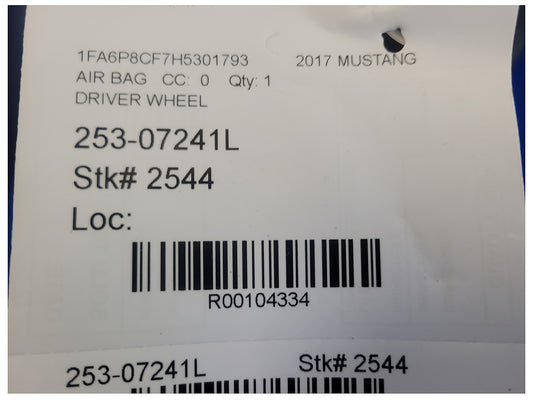 1FA6P8CF7H5301793 2017 MUSTANG
AIR BAG CC: 0 Qty: 1
DRIVER WHEEL
253-07241L
Stk# 2544
Loc:
R00104334
253-07241L Stk# 2544